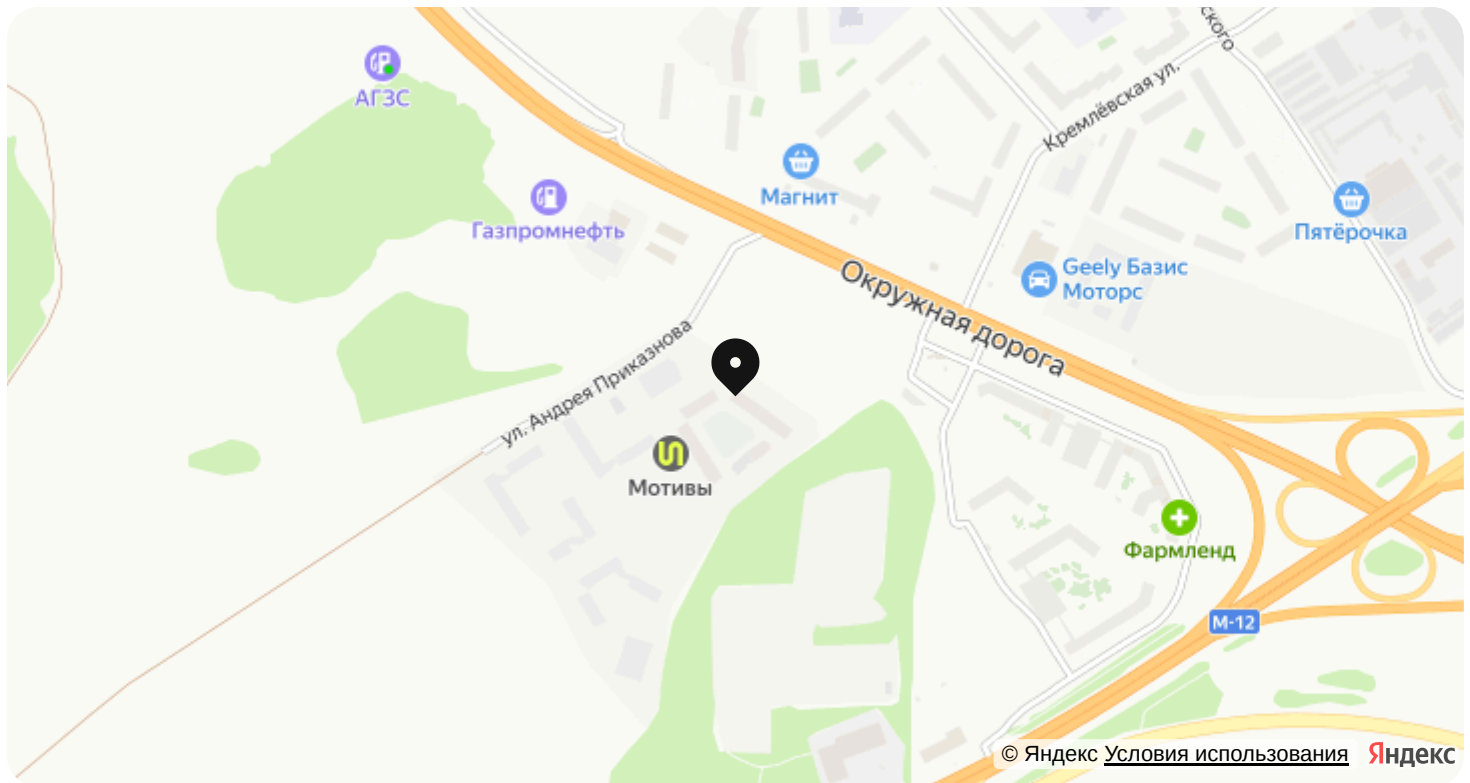 ского
АГЗС
Кремлёвская ул.
Магнит
Газпромнефть
Пятёрочка
Geely Базис
Моторс
Окружная дорога
ул. Андрея Приказнова
Мотивы
Фармленд
М-12
© Яндекс Условия использования Яндекс